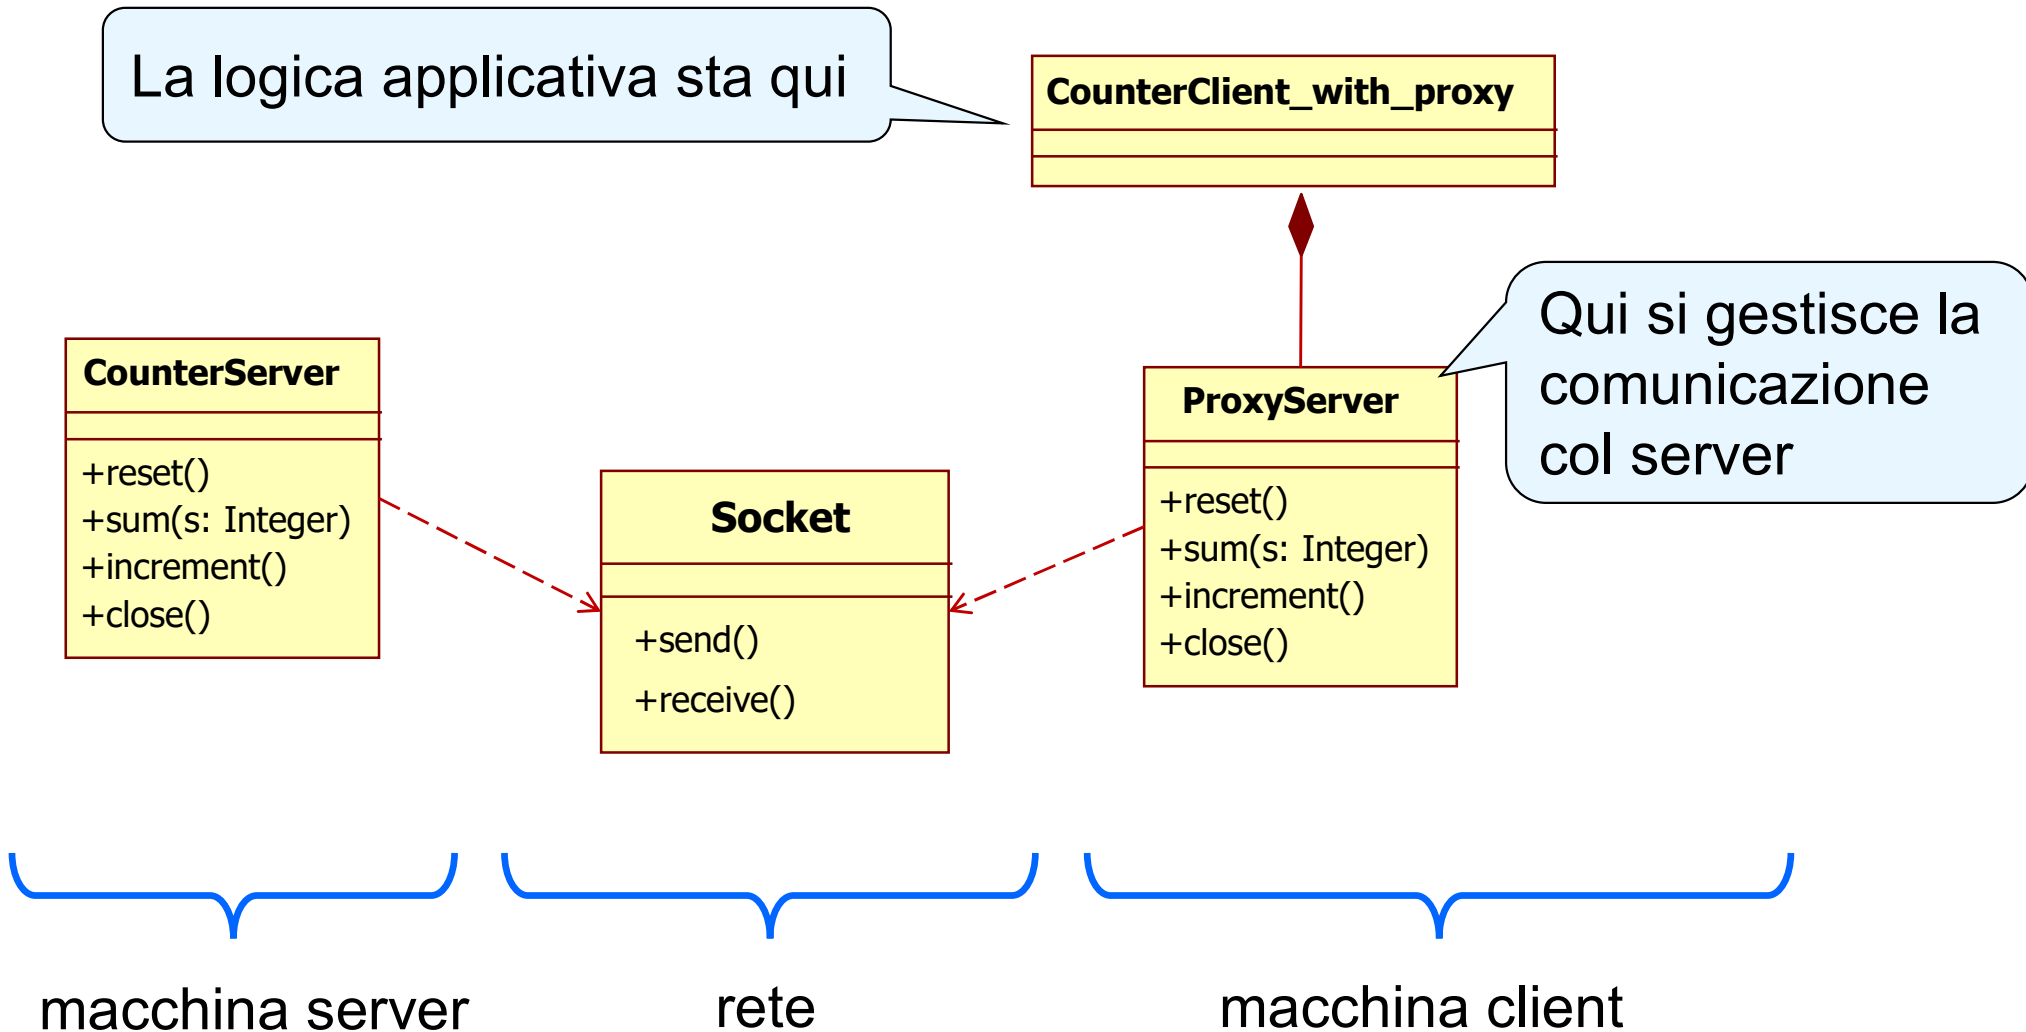 La logica applicativa sta qui
CounterClient_with_proxy
Qui si gestisce la
comunicazione
col server
CounterServer
+reset()
+sum(s: Integer)
+increment()
+close()
Socket
+send()
+receive()
ProxyServer
+reset()
+sum(s: Integer)
+increment()
+close()
macchina server
rete
macchina client